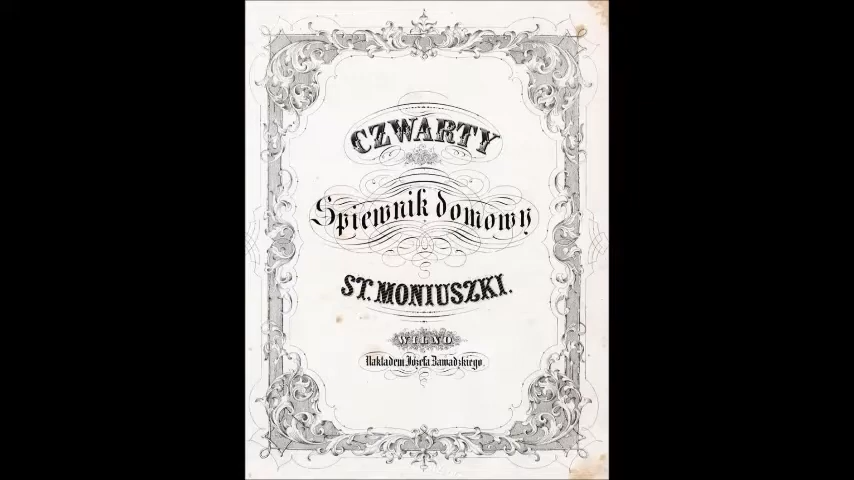 CZWARTY
Śpiewnik domowy
ST. MONIUSZKI.
WILNO
Nakładem Józefa Zawadzkiego.